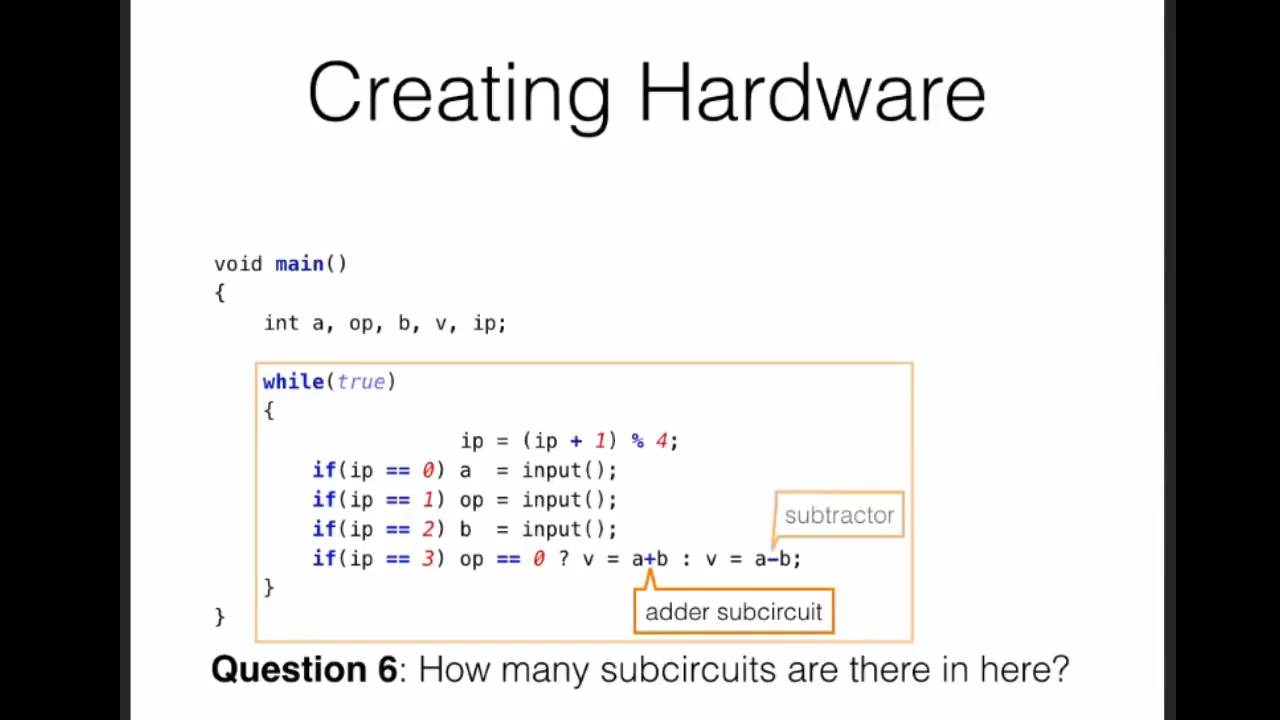 Creating Hardware
void main()
{
int a, op, b, v, ip;
while(true)
{
ip = (ip + 1) % 4;
if(ip == 0) a = input();
if(ip == 1) op = input();
if(ip == 2) b = input();
subtractor
if(ip == 3) op == 0 ? v = a+b : v = a-b;
}
adder subcircuit
}
Question 6: How many subcircuits are there in here?